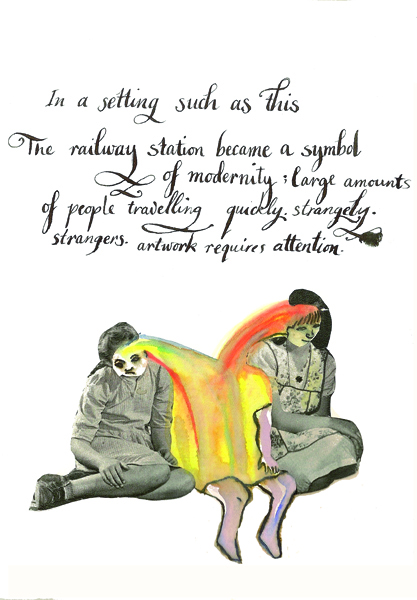 In a setting such as this
The railway station became a symbol
of modernity; large amounts
of people travelling quickly. strangely.
strangers. artwork requires attention.